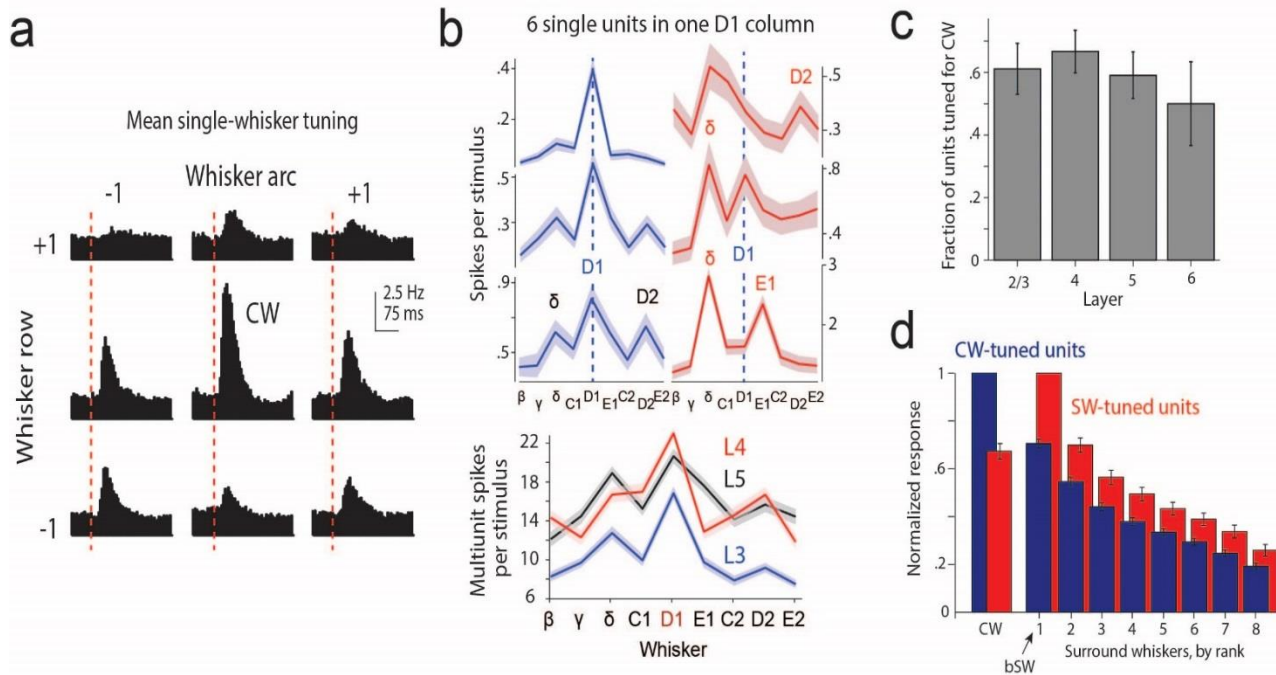 a
Mean single-whisker tuning
Whisker arc
-1
+1
+1
Whisker row
CW
2.5 Hz
75 ms
-1
b
6 single units in one D1 column
Spikes per stimulus
.4
.2
.5
.3
D1
.9
δ
D2
.5
D2
.5
.3
δ
.8
.4
D1
δ
3
E1
2
β γ δ C1 D1 E1 C2 D2 E2
β γ δ C1 D1 E1 C2 D2 E2
Multiunit spikes
per stimulus
22
18
14
10
6
L4
L5
L3
β γ δ C1 D1 E1 C2 D2 E2
Whisker
c
Fraction of units tuned for CW
.6
.4
.2
0
2/3 4 5 6
Layer
d
CW-tuned units
SW-tuned units
Normalized response
1
.6
.2
0
CW 1 2 3 4 5 6 7 8
bSW
Surround whiskers, by rank